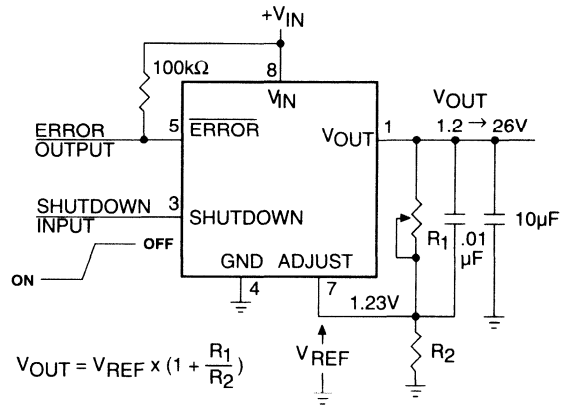 +VIN
100kΩ
8
VIN
ERROR
OUTPUT
5
ERROR
VOUT
1
VOUT
1.2 → 26V
SHUTDOWN
INPUT
3
SHUTDOWN
OFF
ON
GND
ADJUST
4
7
1.23V
R1
.01
µF
10µF
VREF
R2
VOUT = VREF x (1 + R1/R2)